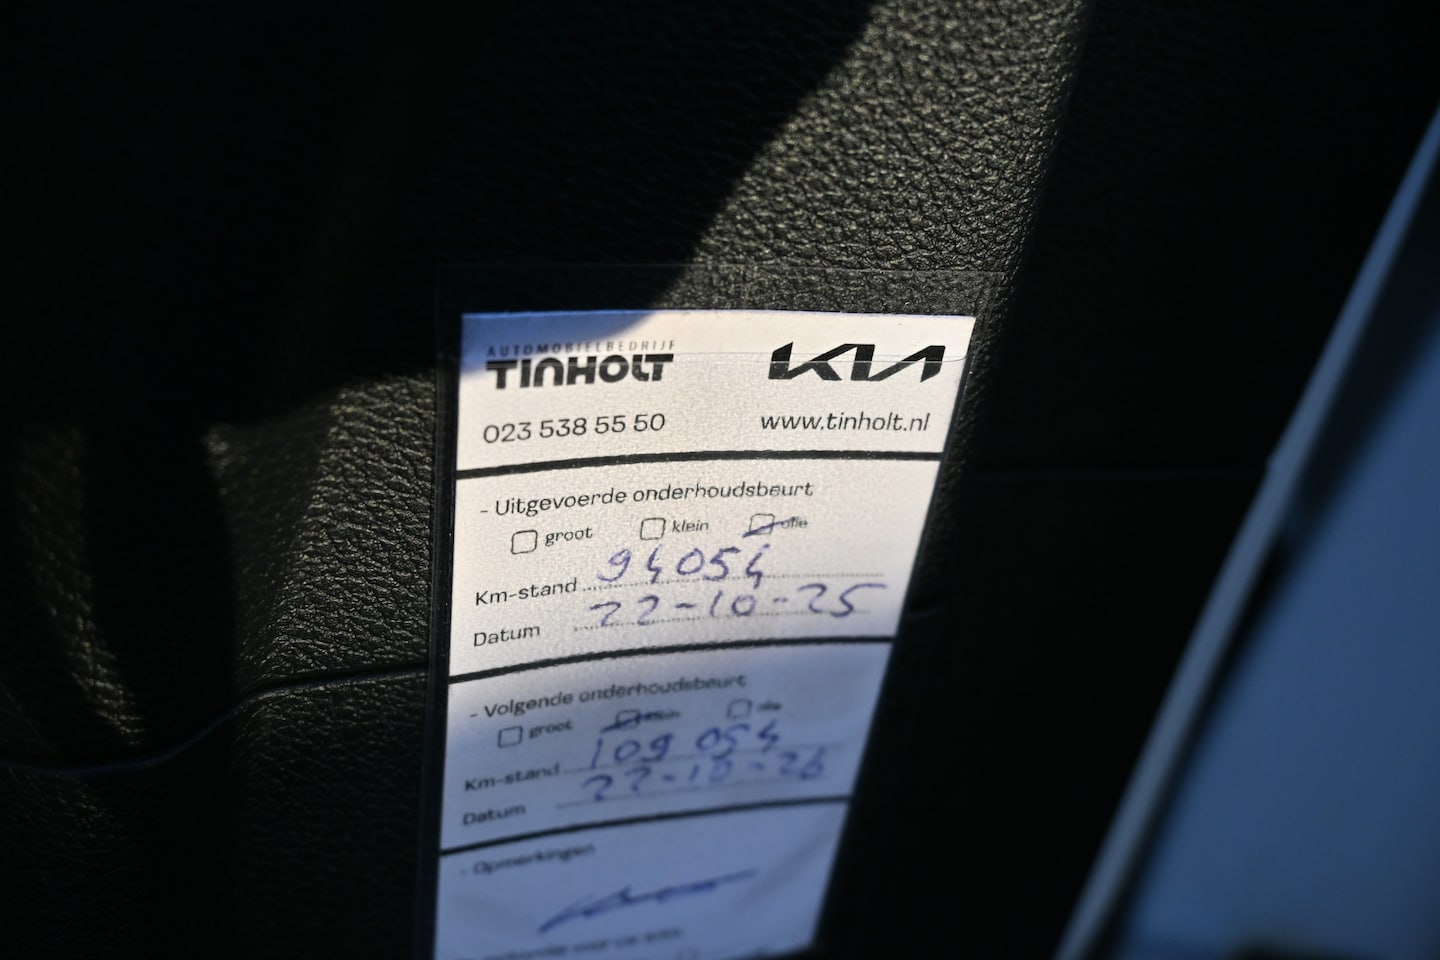 AUTOMOBIELBEDRIJF
TINHOLT KIA
023 538 55 50 www.tinholt.nl
- Uitgevoerde onderhoudsbeurt
groot klein olie
Km-stand 94054
Datum 22-10-25
- Volgende onderhoudsbeurt
groot klein olie
Km-stand 109 054
Datum 22-10-26
- Opmerkingen